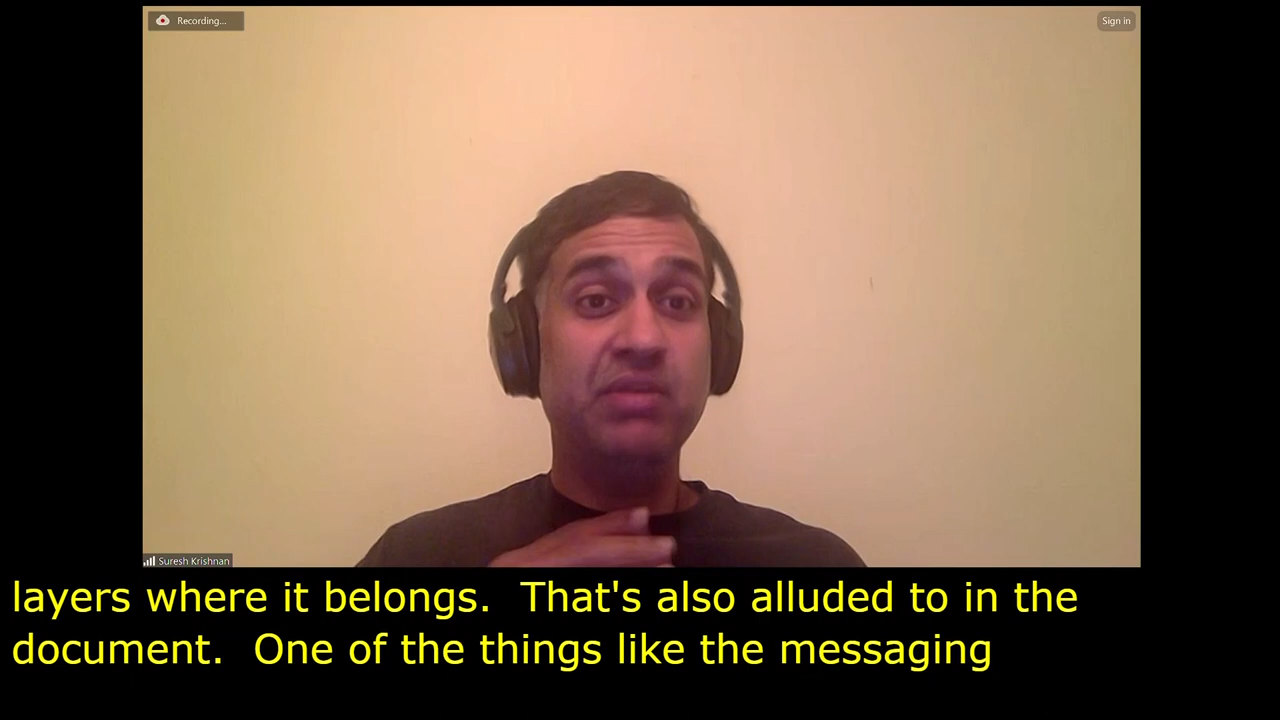 Recording...
Sign in
Suresh Krishnan
layers where it belongs.  That's also alluded to in the
document.  One of the things like the messaging